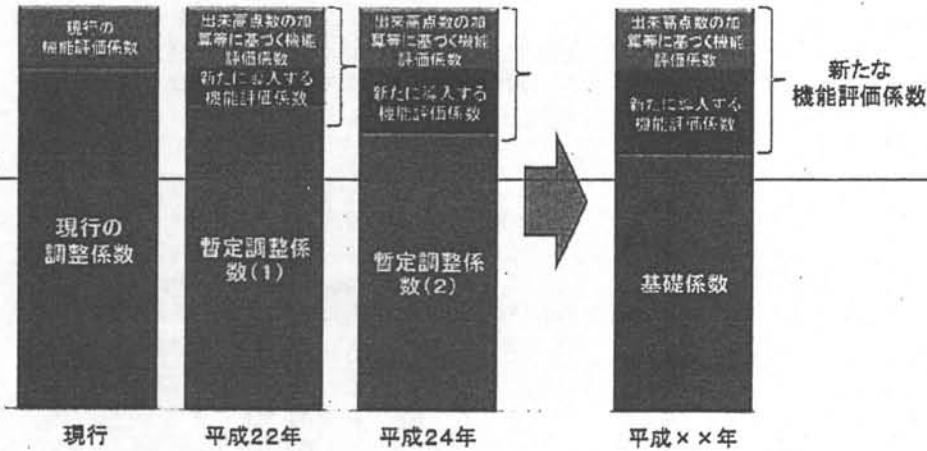 現行の
機能評価係数
現行の
調整係数
現行
出来高点数の加
算等に基づく機能
評価係数
新たに導入する
機能評価係数
暫定調整係
数(1)
平成22年
出来高点数の加
算等に基づく機能
評価係数
新たに導入する
機能評価係数
暫定調整係
数(2)
平成24年
出来高点数の加
算等に基づく機能
評価係数
新たに導入する
機能評価係数
基礎係数
平成××年
新たな
機能評価係数